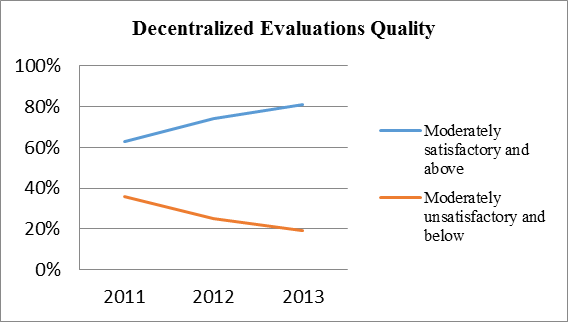 Decentralized Evaluations Quality
100%
80%
60%
40%
20%
0%
2011 2012 2013
Moderately
satisfactory and
above
Moderately
unsatisfactory and
below